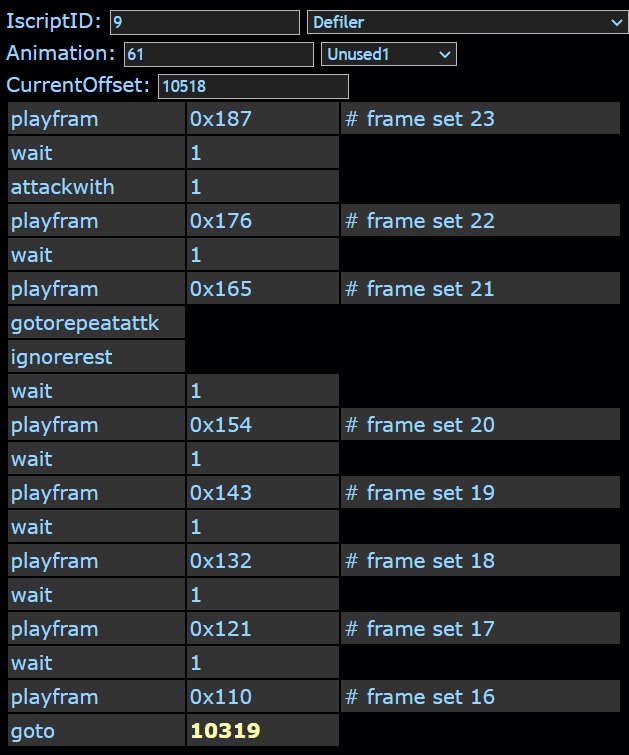 IscriptID: 9 Defiler
Animation: 61 Unused1
CurrentOffset: 10518
playfram 0x187 # frame set 23
wait 1
attackwith 1
playfram 0x176 # frame set 22
wait 1
playfram 0x165 # frame set 21
gotorepeatattk
ignorerest
wait 1
playfram 0x154 # frame set 20
wait 1
playfram 0x143 # frame set 19
wait 1
playfram 0x132 # frame set 18
wait 1
playfram 0x121 # frame set 17
wait 1
playfram 0x110 # frame set 16
goto 10319